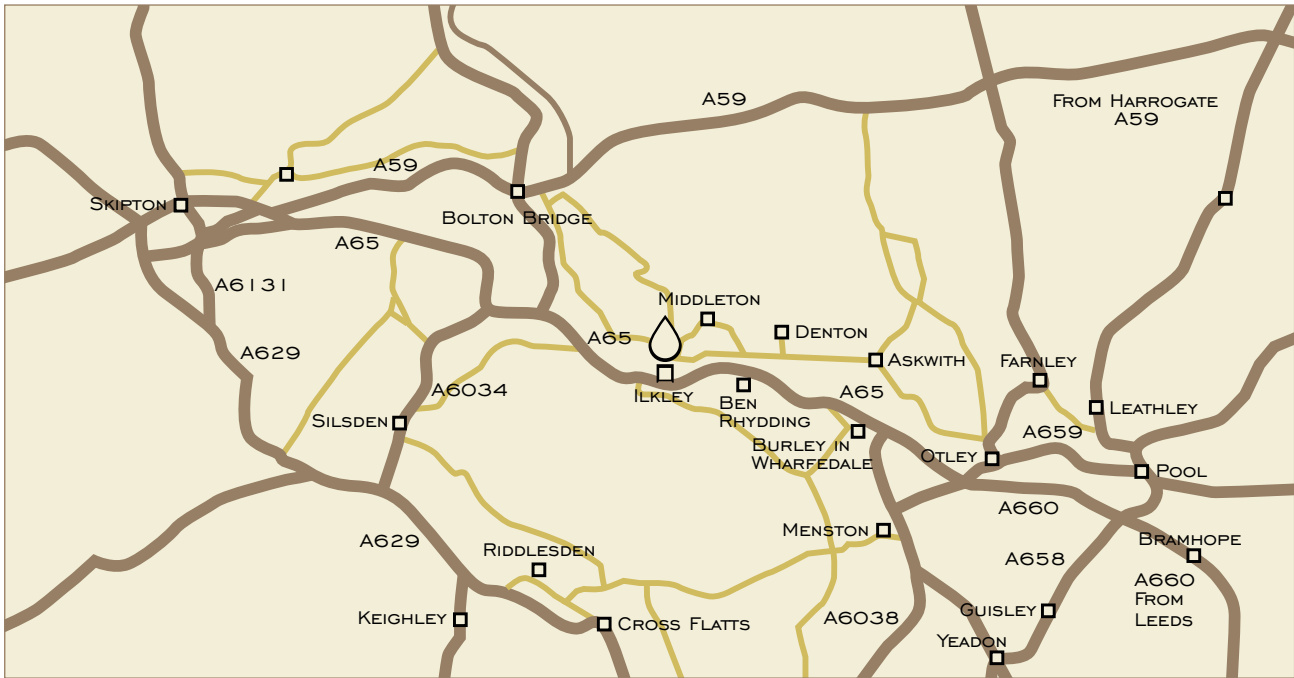 A59
From Harrogate
A59
A59
Skipton
Bolton Bridge
A65
A6131
Middleton
A65
Denton
A629
Askwith
Farnley
A6034
Ilkley
Ben
Rhydding
A65
Leathley
Silsden
A659
Burley in
Wharfedale
Otley
Pool
A660
Menston
A629
Riddlesden
Bramhope
A658
A660
From
Leeds
Keighley
Cross Flatts
A6038
Guisley
Yeadon